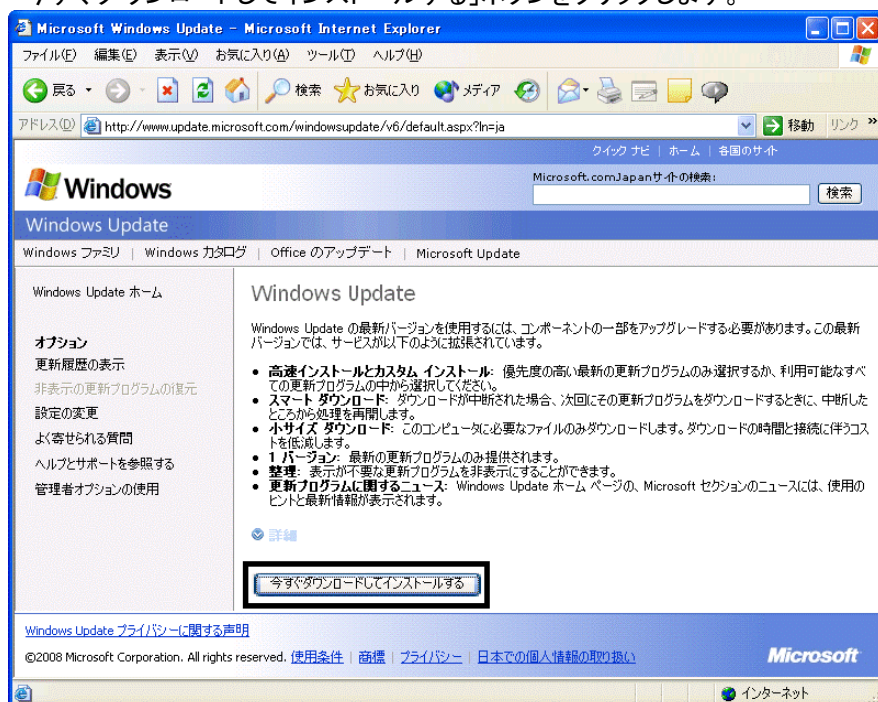 今すぐダウンロードしてインストールする]ボタンをクリックします。
Microsoft Windows Update - Microsoft Internet Explorer
ファイル(F) 編集(E) 表示(V) お気に入り(A) ツール(T) ヘルプ(H)
戻る 検索 お気に入り メディア
アドレス(D) http://www.update.microsoft.com/windowsupdate/v6/default.aspx?ln=ja 移動 リンク »
クイック ナビ | ホーム | 各国のサイト
Windows
Microsoft.comJapanサイトの検索:
検索
Windows Update
Windows ファミリ | Windows カタログ | Office のアップデート | Microsoft Update
Windows Update ホーム
オプション
更新履歴の表示
非表示の更新プログラムの復元
設定の変更
よく寄せられる質問
ヘルプとサポートを参照する
管理者オプションの使用
Windows Update
Windows Update の最新バージョンを使用するには、コンポーネントの一部をアップグレードする必要があります。この最新
バージョンでは、サービスが以下のように拡張されています。
• 高速インストールとカスタム インストール: 優先度の高い最新の更新プログラムのみ選択するか、利用可能なすべ
ての更新プログラムの中から選択してください。
• スマート ダウンロード: ダウンロードが中断された場合、次回にその更新プログラムをダウンロードするときに、中断した
ところから処理を再開します。
• 小サイズ ダウンロード: このコンピュータに必要なファイルのみダウンロードします。ダウンロードの時間と接続に伴うコス
トを低減します。
• 1 バージョン: 最新の更新プログラムのみ提供されます。
• 整理: 表示が不要な更新プログラムを非表示にすることができます。
• 更新プログラムに関するニュース: Windows Update ホーム ページの、Microsoft セクションのニュースには、使用の
ヒントと最新情報が表示されます。
詳細
今すぐダウンロードしてインストールする
Windows Update プライバシーに関する声明
©2008 Microsoft Corporation. All rights reserved. 使用条件 | 商標 | プライバシー | 日本での個人情報の取り扱い
Microsoft
インターネット